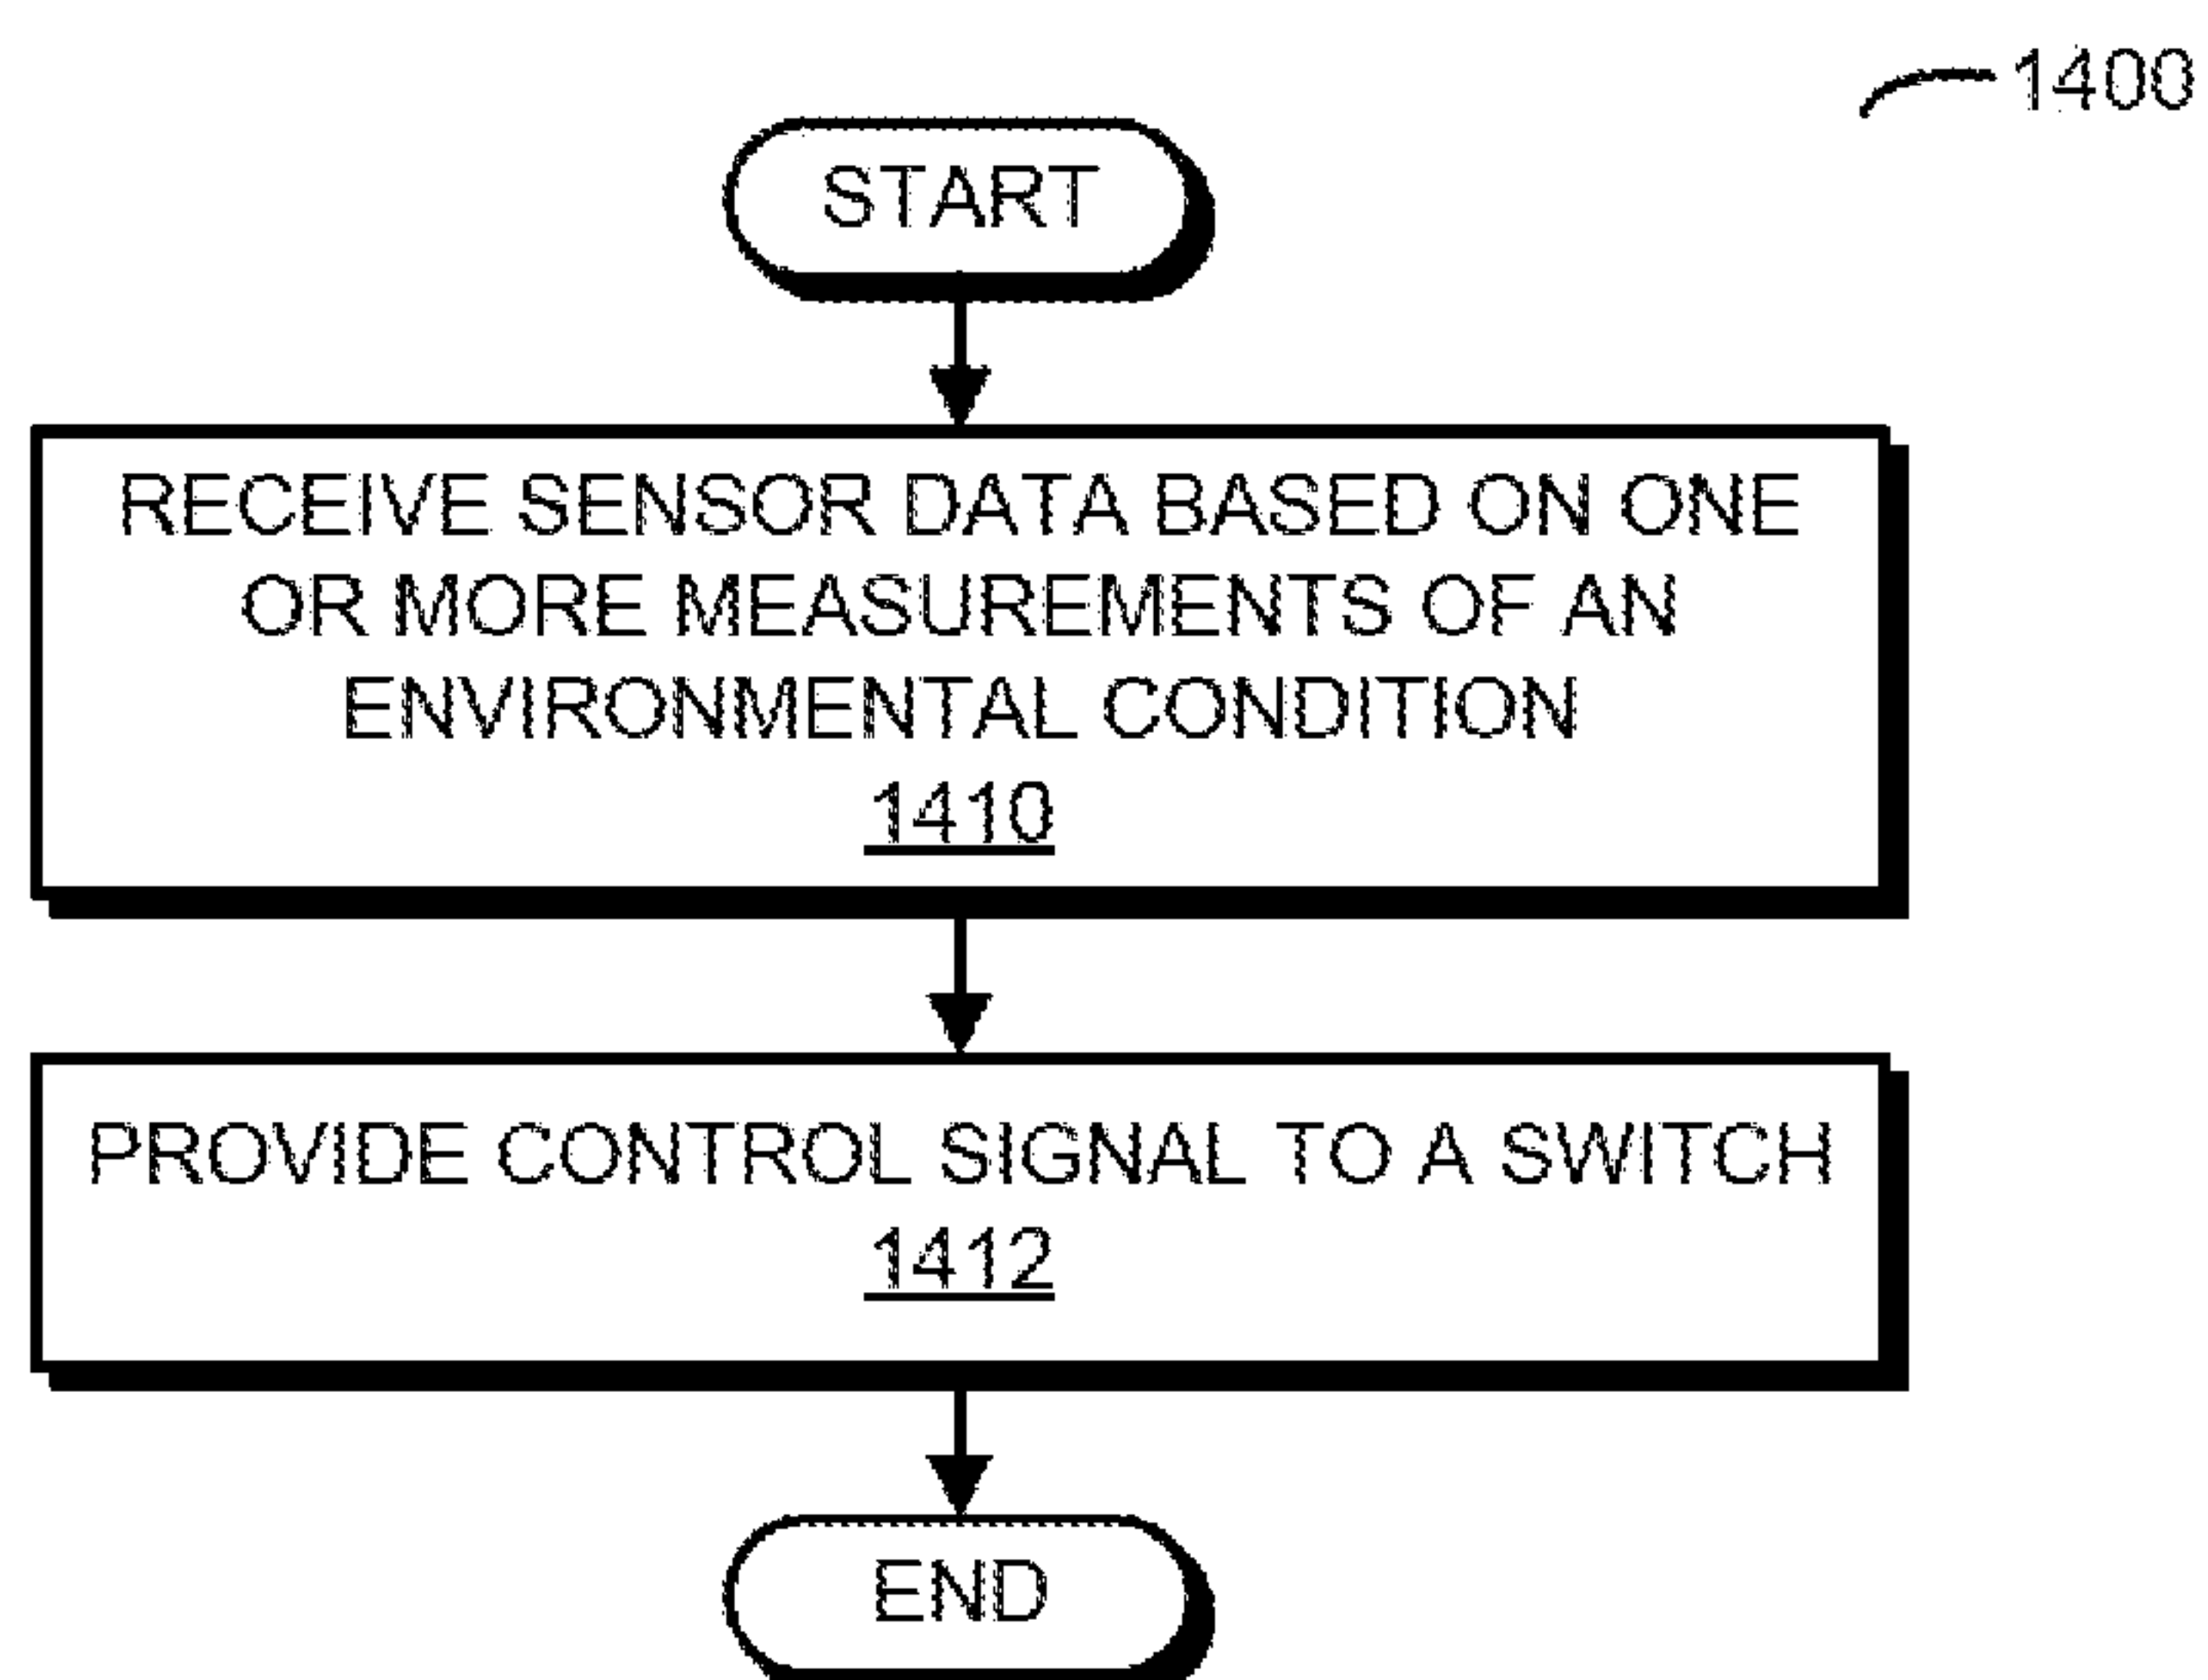 1400
START
RECEIVE SENSOR DATA BASED ON ONE
OR MORE MEASUREMENTS OF AN
ENVIRONMENTAL CONDITION
1410
PROVIDE CONTROL SIGNAL TO A SWITCH
1412
END